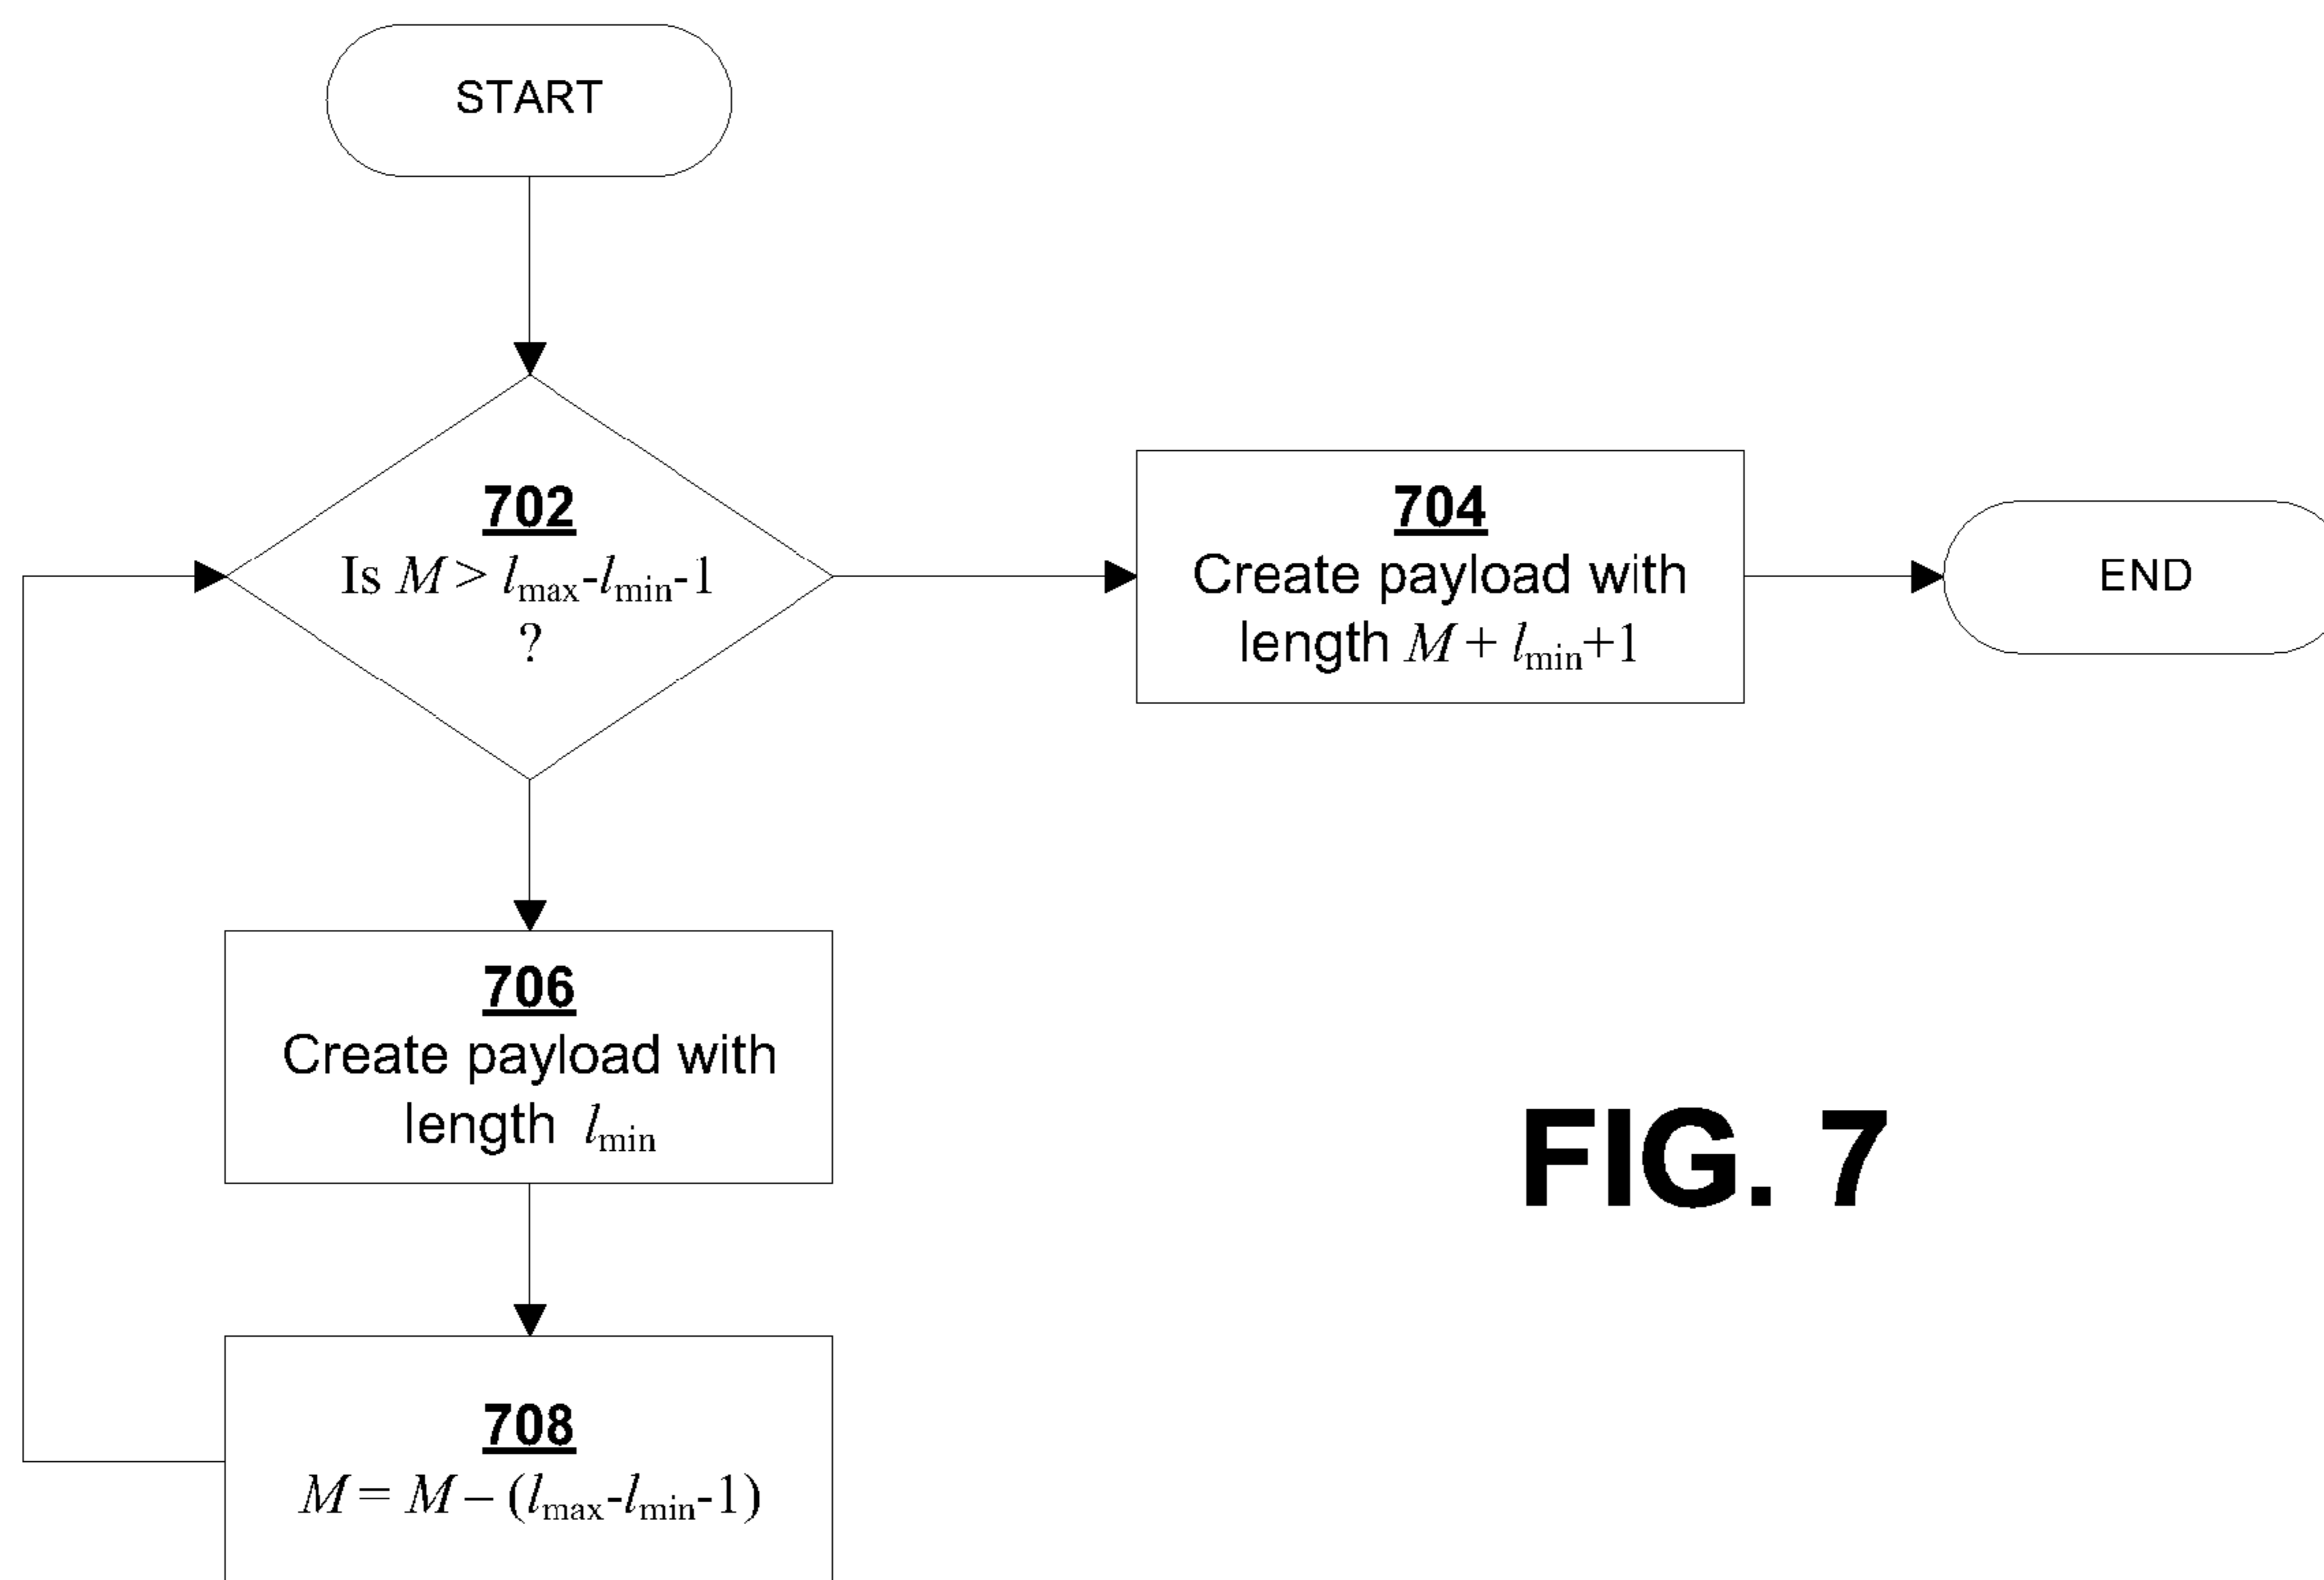 START
702
Is M > lmax-lmin-1
?
704
Create payload with
length M + lmin+1
END
706
Create payload with
length lmin
708
M = M – (lmax-lmin-1)
FIG. 7